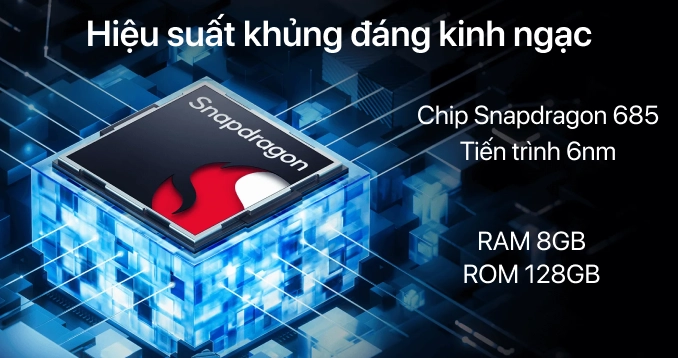 Hiệu suất khủng đáng kinh ngạc
Snapdragon
Chip Snapdragon 685
Tiến trình 6nm
RAM 8GB
ROM 128GB